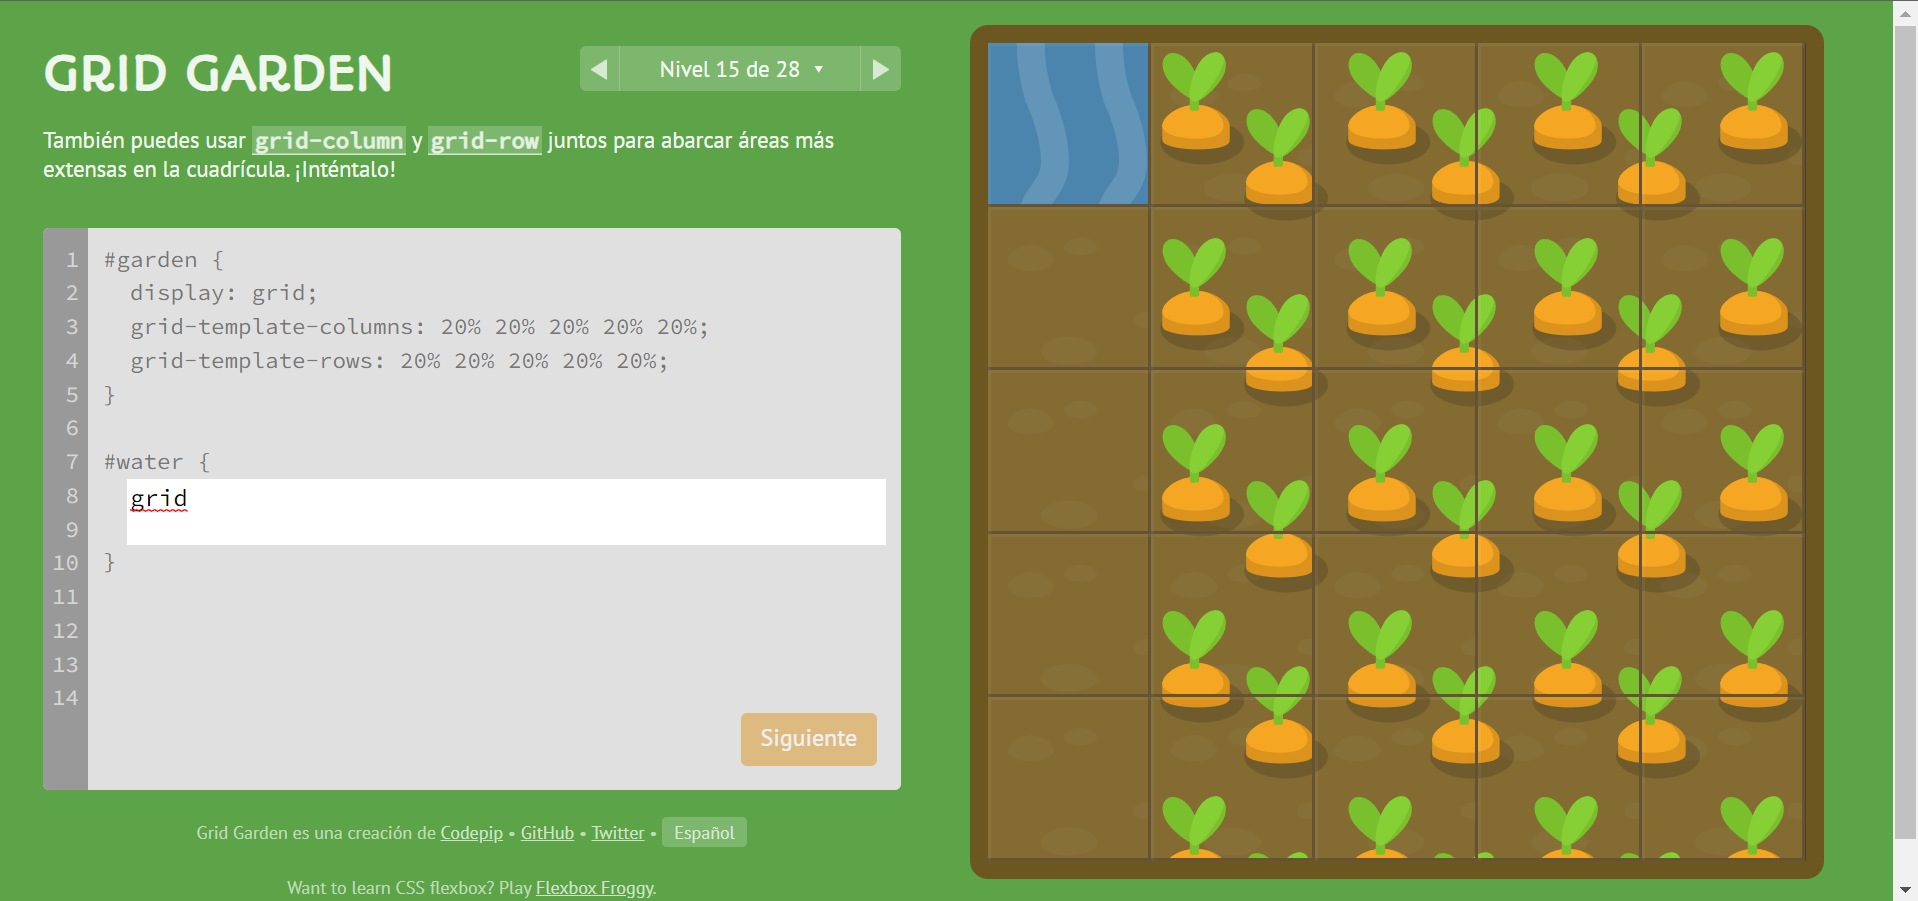 GRID GARDEN
Nivel 15 de 28
También puedes usar grid-column y grid-row juntos para abarcar áreas más
extensas en la cuadrícula. ¡Inténtalo!
1 #garden {
2 display: grid;
3 grid-template-columns: 20% 20% 20% 20% 20%;
4 grid-template-rows: 20% 20% 20% 20% 20%;
5 }
6
7 #water {
8 grid
9
10 }
11
12
13
14
Siguiente
Grid Garden es una creación de Codepip • GitHub • Twitter • Español
Want to learn CSS flexbox? Play Flexbox Froggy.